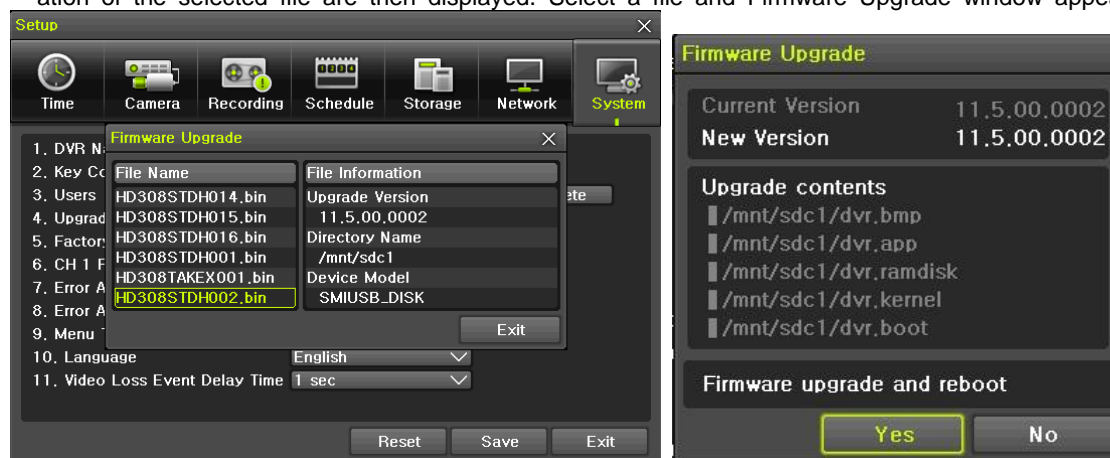 ation of the selected file are then displayed. Select a file and Firmware Upgrade window appe
Setup
Time Camera Recording Schedule Storage Network System
1. DVR N
2. Key Co
3. Users
4. Upgrad
5. Factor
6. CH 1 F
7. Error A
8. Error A
9. Menu
10. Language English
11. Video Loss Event Delay Time 1 sec
ete
Firmware Upgrade
File Name
HD308STDH014.bin
HD308STDH015.bin
HD308STDH016.bin
HD308STDH001.bin
HD308TAKEX001.bin
HD308STDH002.bin
File Information
Upgrade Version
11.5.00.0002
Directory Name
/mnt/sdc1
Device Model
SMIUSB_DISK
Exit
Reset Save Exit
Firmware Upgrade
Current Version 11.5.00.0002
New Version 11.5.00.0002
Upgrade contents
/mnt/sdc1/dvr.bmp
/mnt/sdc1/dvr.app
/mnt/sdc1/dvr.ramdisk
/mnt/sdc1/dvr.kernel
/mnt/sdc1/dvr.boot
Firmware upgrade and reboot
Yes No